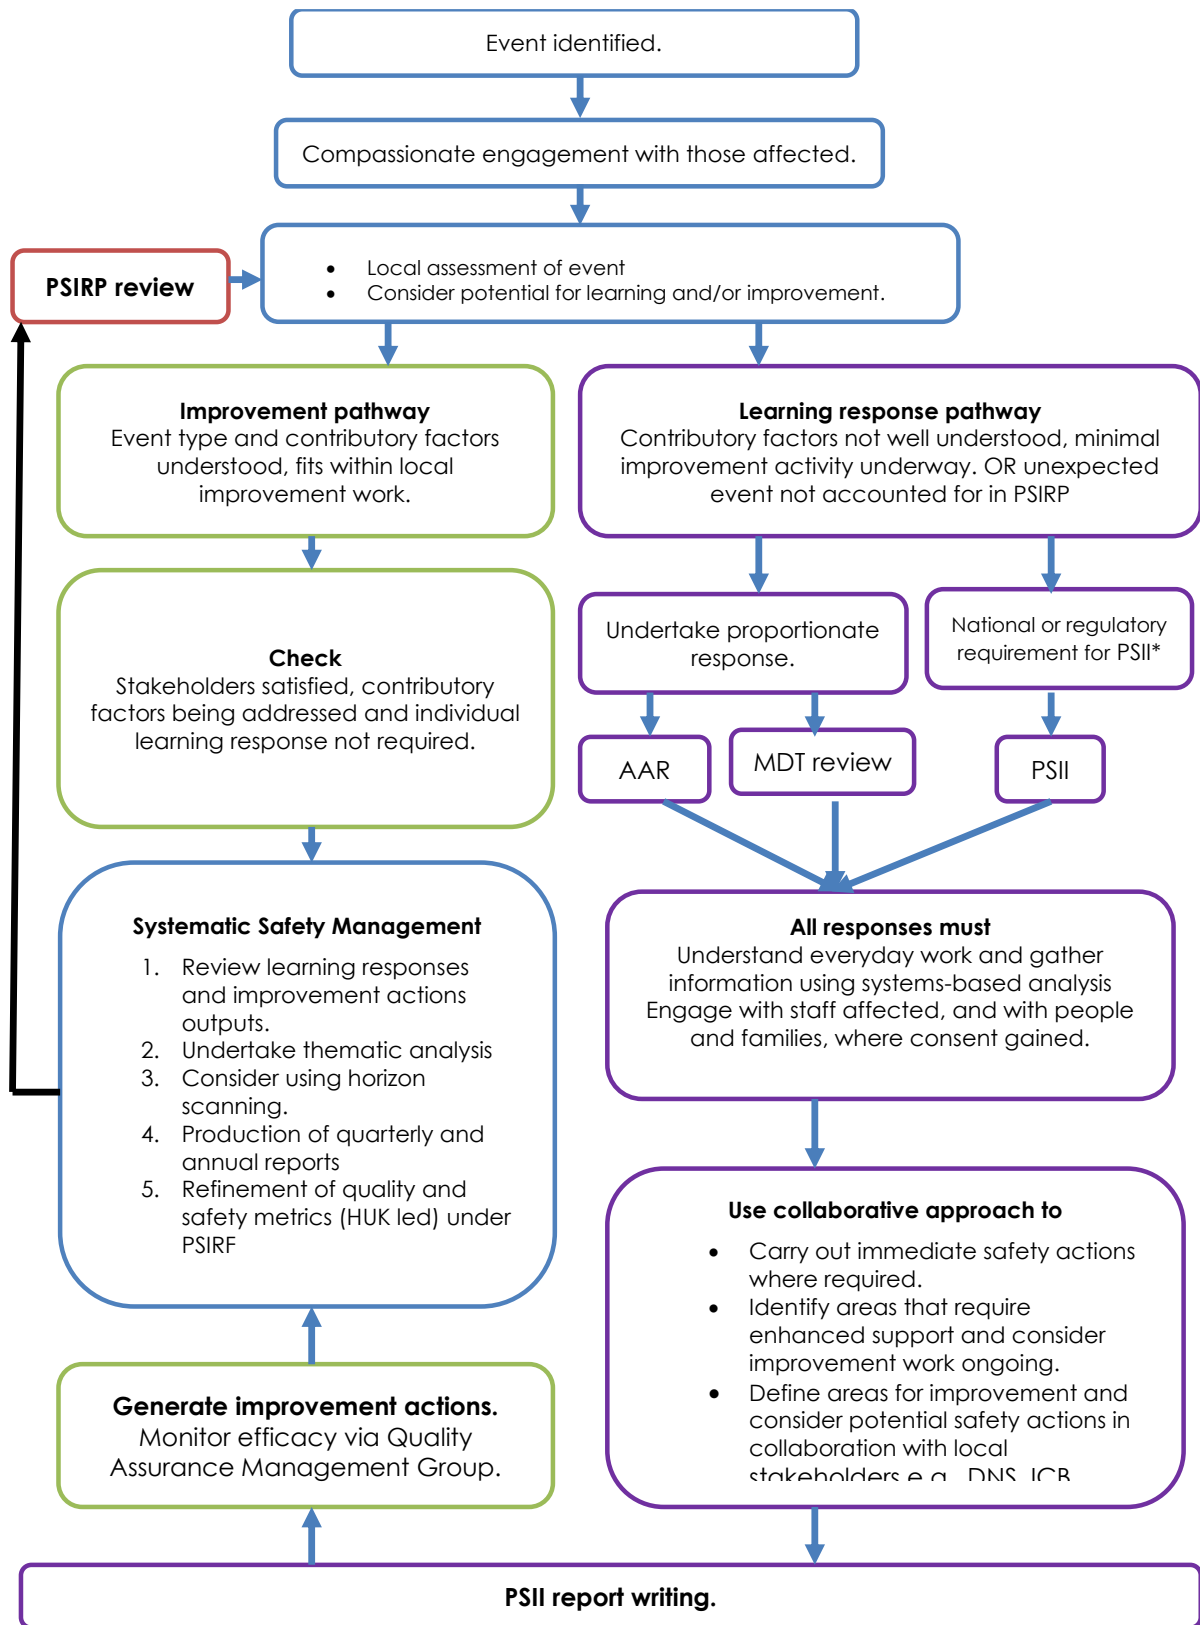 Event identified.
Compassionate engagement with those affected.
PSIRP review
• Local assessment of event
• Consider potential for learning and/or improvement.
Improvement pathway
Event type and contributory factors
understood, fits within local
improvement work.
Learning response pathway
Contributory factors not well understood, minimal
improvement activity underway. OR unexpected
event not accounted for in PSIRP
Check
Stakeholders satisfied, contributory
factors being addressed and individual
learning response not required.
Undertake proportionate
response.
National or regulatory
requirement for PSII*
AAR
MDT review
PSII
Systematic Safety Management
1. Review learning responses
and improvement actions
outputs.
2. Undertake thematic analysis
3. Consider using horizon
scanning.
4. Production of quarterly and
annual reports
5. Refinement of quality and
safety metrics (HUK led) under
PSIRF
All responses must
Understand everyday work and gather
information using systems-based analysis
Engage with staff affected, and with people
and families, where consent gained.
Use collaborative approach to
• Carry out immediate safety actions
where required.
• Identify areas that require
enhanced support and consider
improvement work ongoing.
• Define areas for improvement and
consider potential safety actions in
collaboration with local
stakeholders e.g., DNS, ICB
Generate improvement actions.
Monitor efficacy via Quality
Assurance Management Group.
PSII report writing.